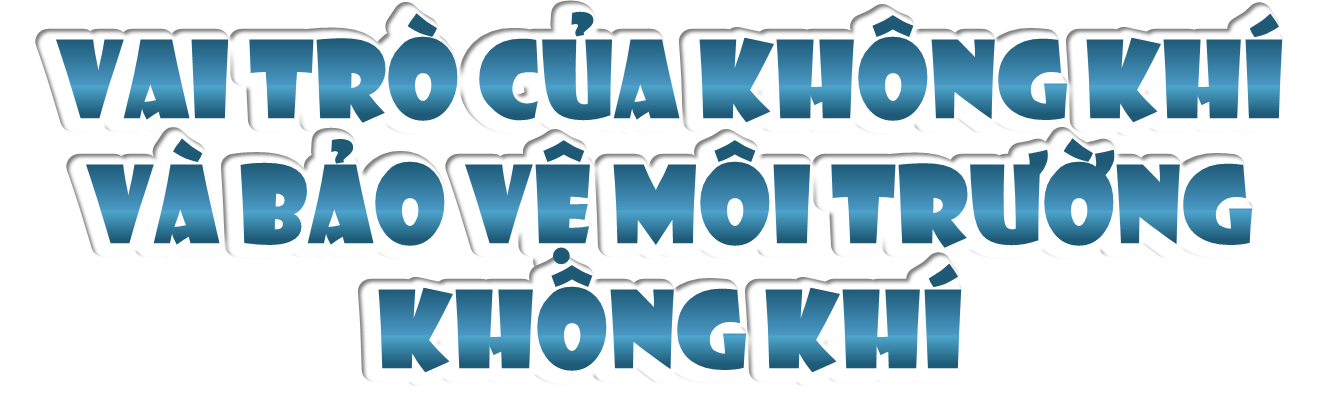 VAI TRÒ CỦA KHÔNG KHÍ
VÀ BẢO VỆ MÔI TRƯỜNG
KHÔNG KHÍ